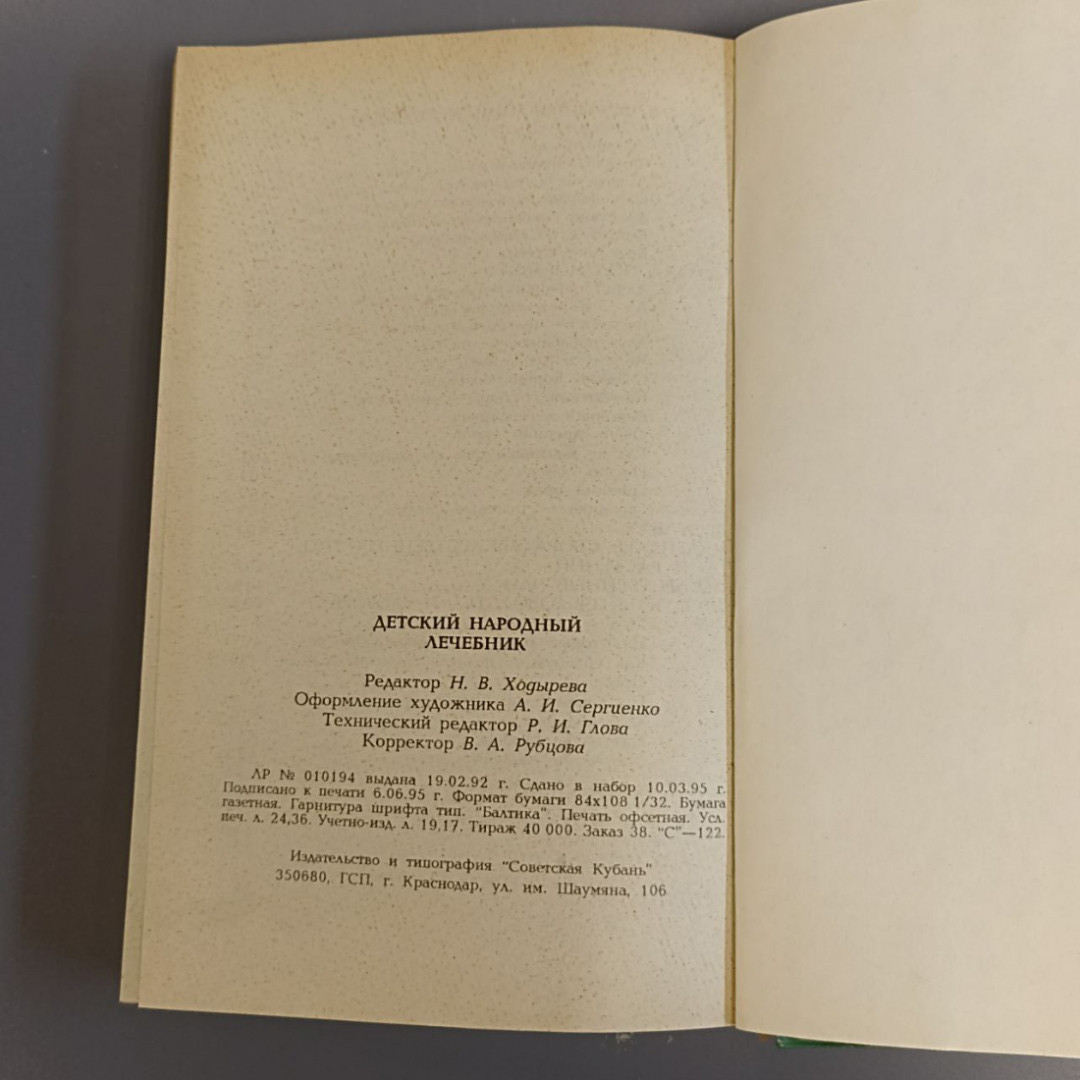 ДЕТСКИЙ НАРОДНЫЙ
ЛЕЧЕБНИК
Редактор Н. В. Ходырева
Оформление художника А. И. Сергиенко
Технический редактор Р. И. Глова
Корректор В. А. Рубцова
ЛР № 010194 выдана 19.02.92 г. Сдано в набор 10.03.95 г.
Подписано к печати 6.06.95 г. Формат бумаги 84х108 1/32. Бумага
газетная. Гарнитура шрифта тип. "Балтика". Печать офсетная. Усл.
печ. л. 24,36. Учетно-изд. л. 19,17. Тираж 40 000. Заказ 38. "С"—122.
Издательство и типография "Советская Кубань"
350680, ГСП, г. Краснодар, ул. им. Шаумяна, 106